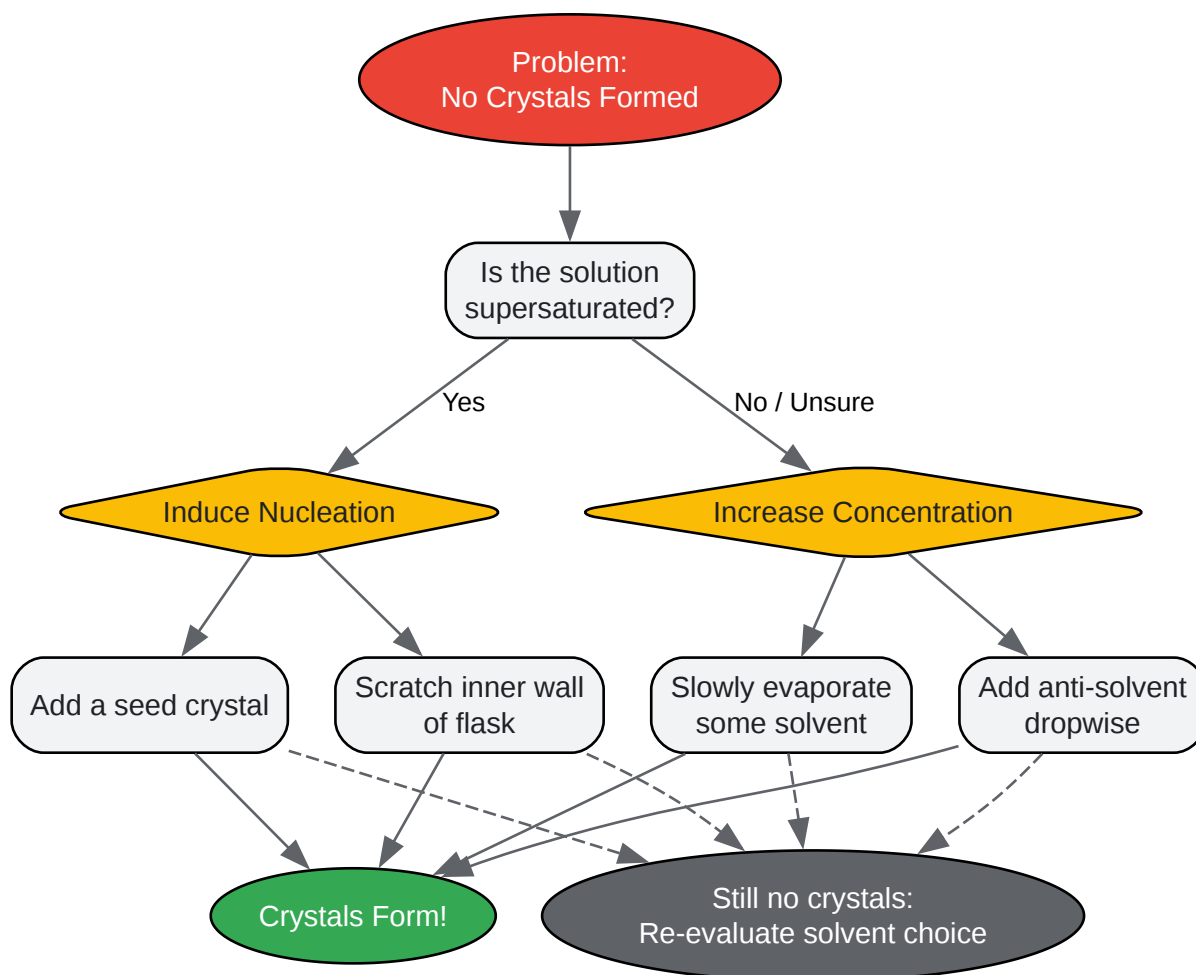 Problem:
No Crystals Formed
Is the solution
supersaturated?
Yes
No / Unsure
Induce Nucleation
Increase Concentration
Add a seed crystal
Scratch inner wall
of flask
Slowly evaporate
some solvent
Add anti-solvent
dropwise
Crystals Form!
Still no crystals:
Re-evaluate solvent choice